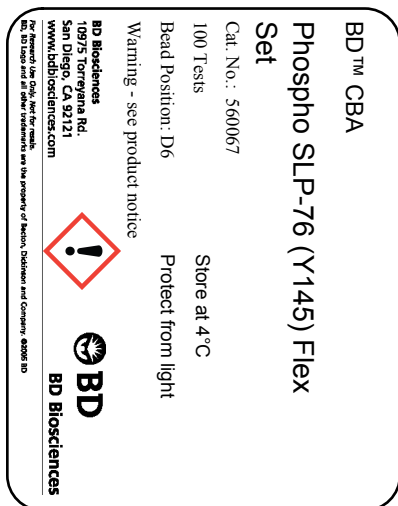 BD™ CBA
Phospho SLP-76 (Y145) Flex
Set
Cat. No.: 560067
100 Tests
Store at 4°C
Bead Position: D6
Protect from light
Warning - see product notice
BD Biosciences
10975 Torreyana Rd.
San Diego, CA 92121
www.bdbiosciences.com
BD
BD Biosciences
For Research Use Only. Not for resale.
BD, BD Logo and all other trademarks are the property of Becton, Dickinson and Company. ©2005 BD